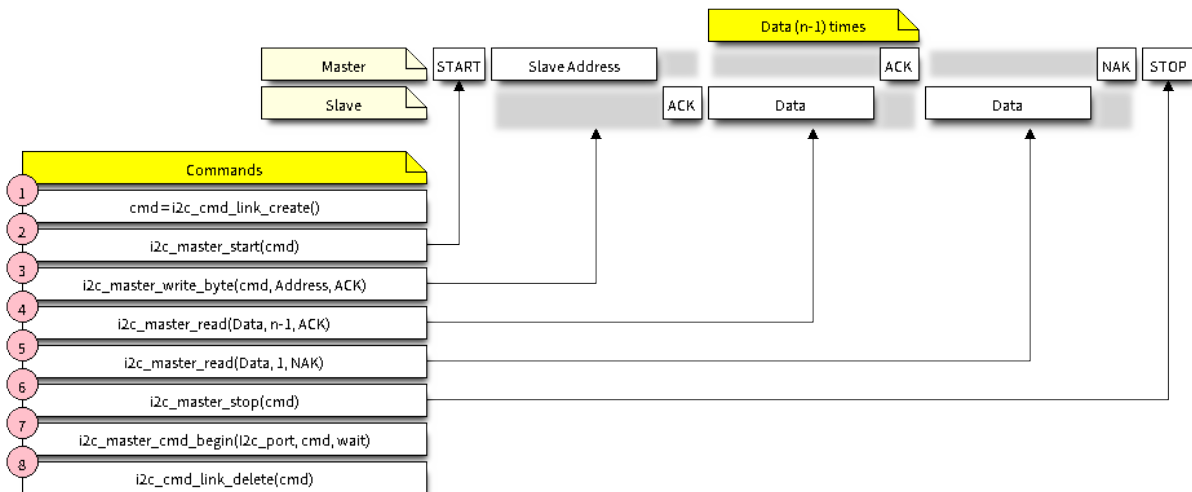 Data (n-1) times
Master START Slave Address ACK NAK STOP
Slave ACK Data Data
Commands
1
cmd = i2c_cmd_link_create()
2
i2c_master_start(cmd)
3
i2c_master_write_byte(cmd, Address, ACK)
4
i2c_master_read(Data, n-1, ACK)
5
i2c_master_read(Data, 1, NAK)
6
i2c_master_stop(cmd)
7
i2c_master_cmd_begin(I2c_port, cmd, wait)
8
i2c_cmd_link_delete(cmd)